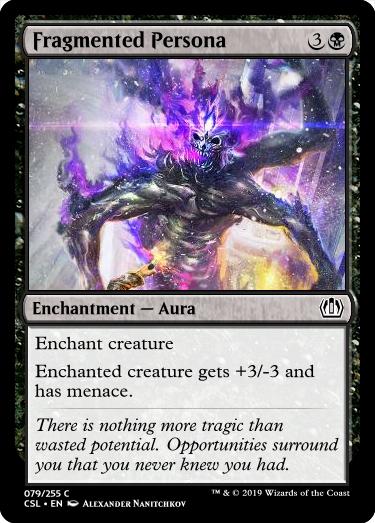 Fragmented Persona 3
Enchantment — Aura
Enchant creature
Enchanted creature gets +3/-3 and
has menace.
There is nothing more tragic than
wasted potential. Opportunities surround
you that you never knew you had.
079/255 C
CSL • EN Alexander Nanitchkov
™ & © 2019 Wizards of the Coast